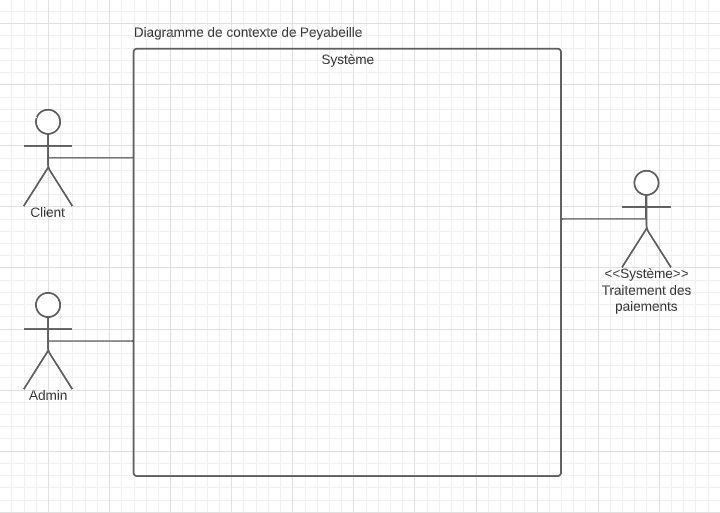 Diagramme de contexte de Peyabeille
Système
Client
<<Système>>
Traitement des
paiements
Admin